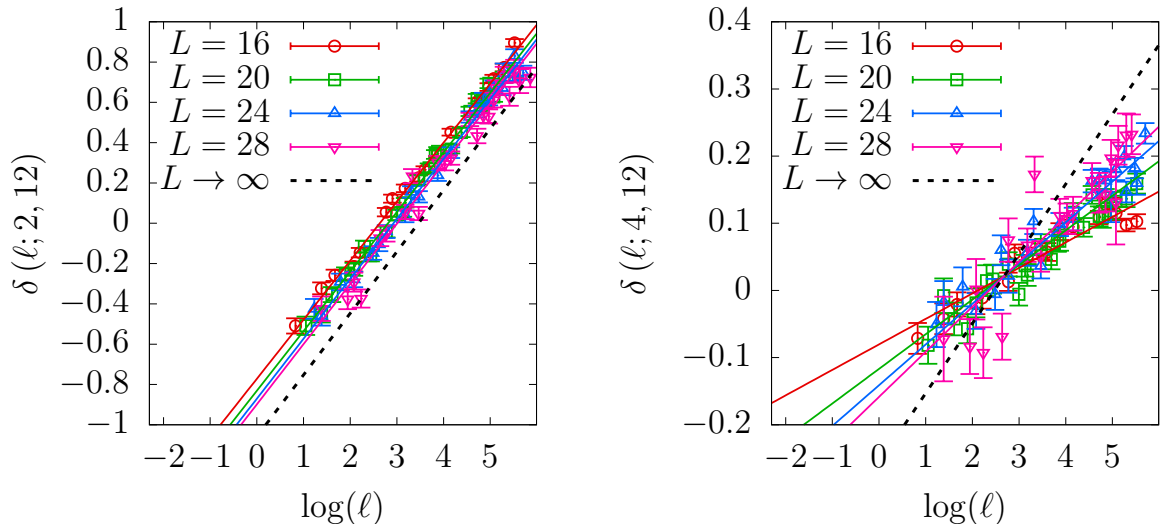 δ (ℓ; 2, 12)
1
0.8
0.6
0.4
0.2
0
−0.2
−0.4
−0.6
−0.8
−1
L = 16
L = 20
L = 24
L = 28
L → ∞
−2 −1 0 1 2 3 4 5
log(ℓ)
δ (ℓ; 4, 12)
0.4
0.3
0.2
0.1
0
−0.1
−0.2
L = 16
L = 20
L = 24
L = 28
L → ∞
−2 −1 0 1 2 3 4 5
log(ℓ)